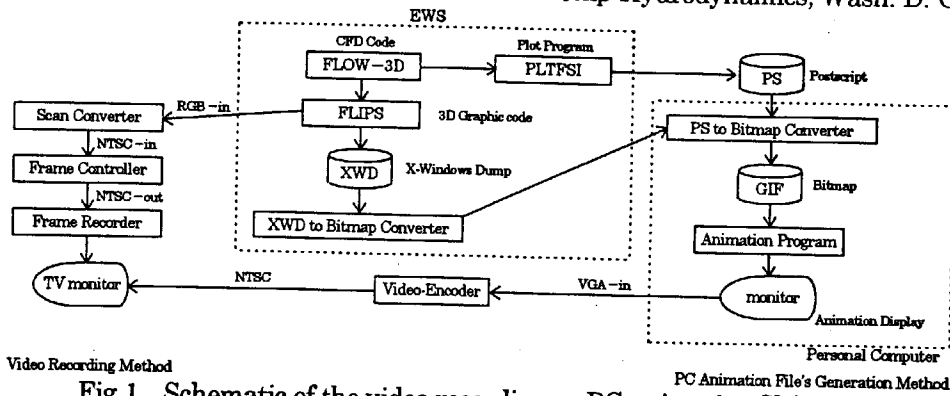 Hydrodynamics, Wash. D. C
EWS
CFD Code
FLOW-3D
Plot Program
PLTFSI
PS
Postscript
RGB-in
Scan Converter
FLIPS
3D Graphic code
PS to Bitmap Converter
NTSC-in
Frame Controller
XWD
X-Windows Dump
GIF
Bitmap
NTSC-out
Frame Recorder
XWD to Bitmap Converter
Animation Program
TV monitor
NTSC
Video-Encoder
VGA-in
monitor
Animation Display
Personal Computer
Video Recording Method
PC Animation File's Generation Method
Fig.1 Schematic of the video recording